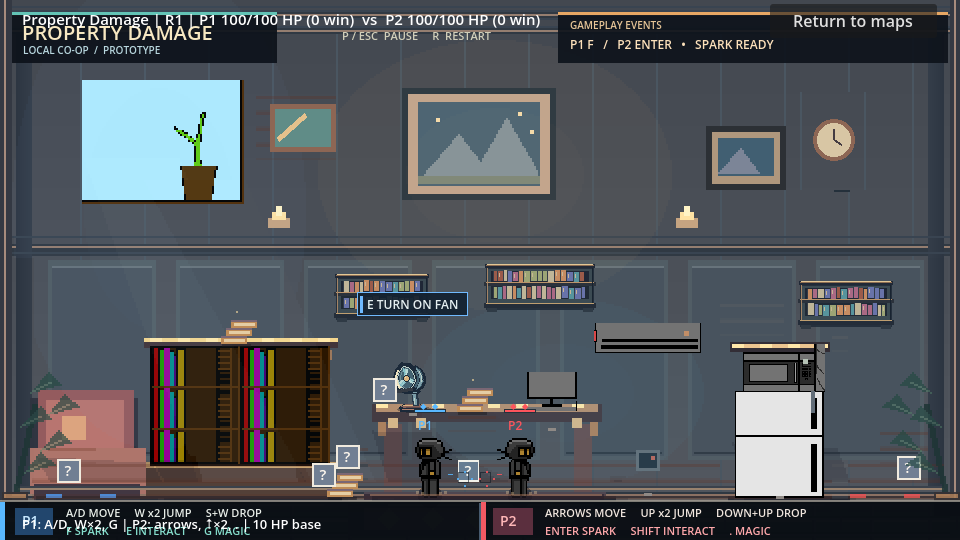 Property Damage | R1 | P1 100/100 HP (0 win)  vs  P2 100/100 HP (0 win)
PROPERTY DAMAGE
LOCAL CO-OP / PROTOTYPE
P / ESC PAUSE R RESTART
GAMEPLAY EVENTS
P1 F / P2 ENTER • SPARK READY
Return to maps
E TURN ON FAN
?
P1
P2
?
?
?
?
?
P1
A/D MOVE W x2 JUMP S+W DROP
P1: A/D, W×2, G | P2: arrows, ↑×2, . | 10 HP base
F SPARK E INTERACT G MAGIC
P2
ARROWS MOVE UP x2 JUMP DOWN+UP DROP
ENTER SPARK SHIFT INTERACT . MAGIC